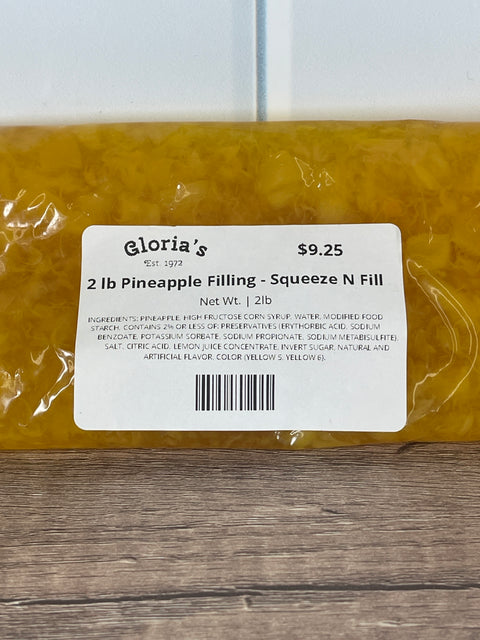 Gloria's
Est. 1972
$9.25
2 lb Pineapple Filling - Squeeze N Fill
Net Wt. | 2lb
INGREDIENTS: PINEAPPLE, HIGH FRUCTOSE CORN SYRUP, WATER, MODIFIED FOOD
STARCH, CONTAINS 2% OR LESS OF: PRESERVATIVES (ERYTHORBIC ACID, SODIUM
BENZOATE, POTASSIUM SORBATE, SODIUM PROPIONATE, SODIUM METABISULFITE),
SALT, CITRIC ACID, LEMON JUICE CONCENTRATE, INVERT SUGAR, NATURAL AND
ARTIFICIAL FLAVOR, COLOR (YELLOW 5, YELLOW 6).